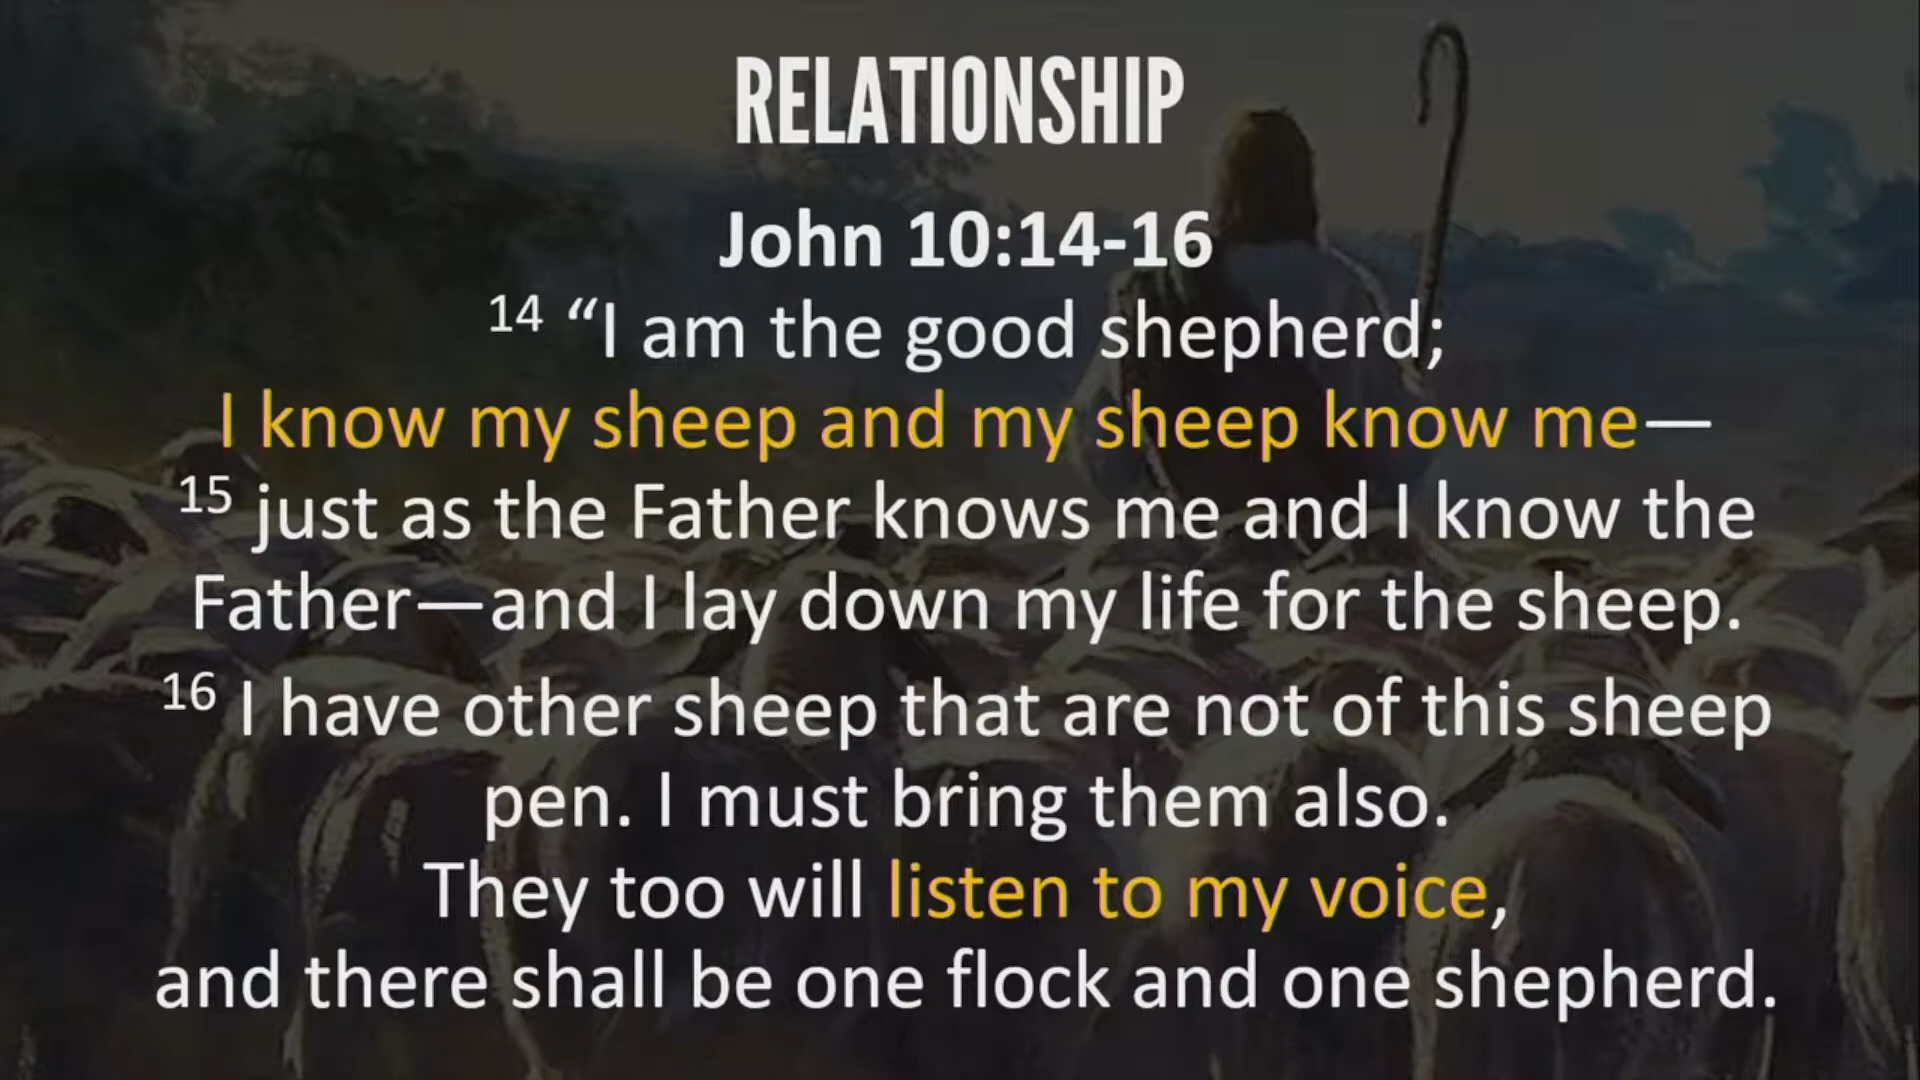 RELATIONSHIP
John 10:14-16
14 “I am the good shepherd;
I know my sheep and my sheep know me—
15 just as the Father knows me and I know the
Father—and I lay down my life for the sheep.
16 I have other sheep that are not of this sheep
pen. I must bring them also.
They too will listen to my voice,
and there shall be one flock and one shepherd.